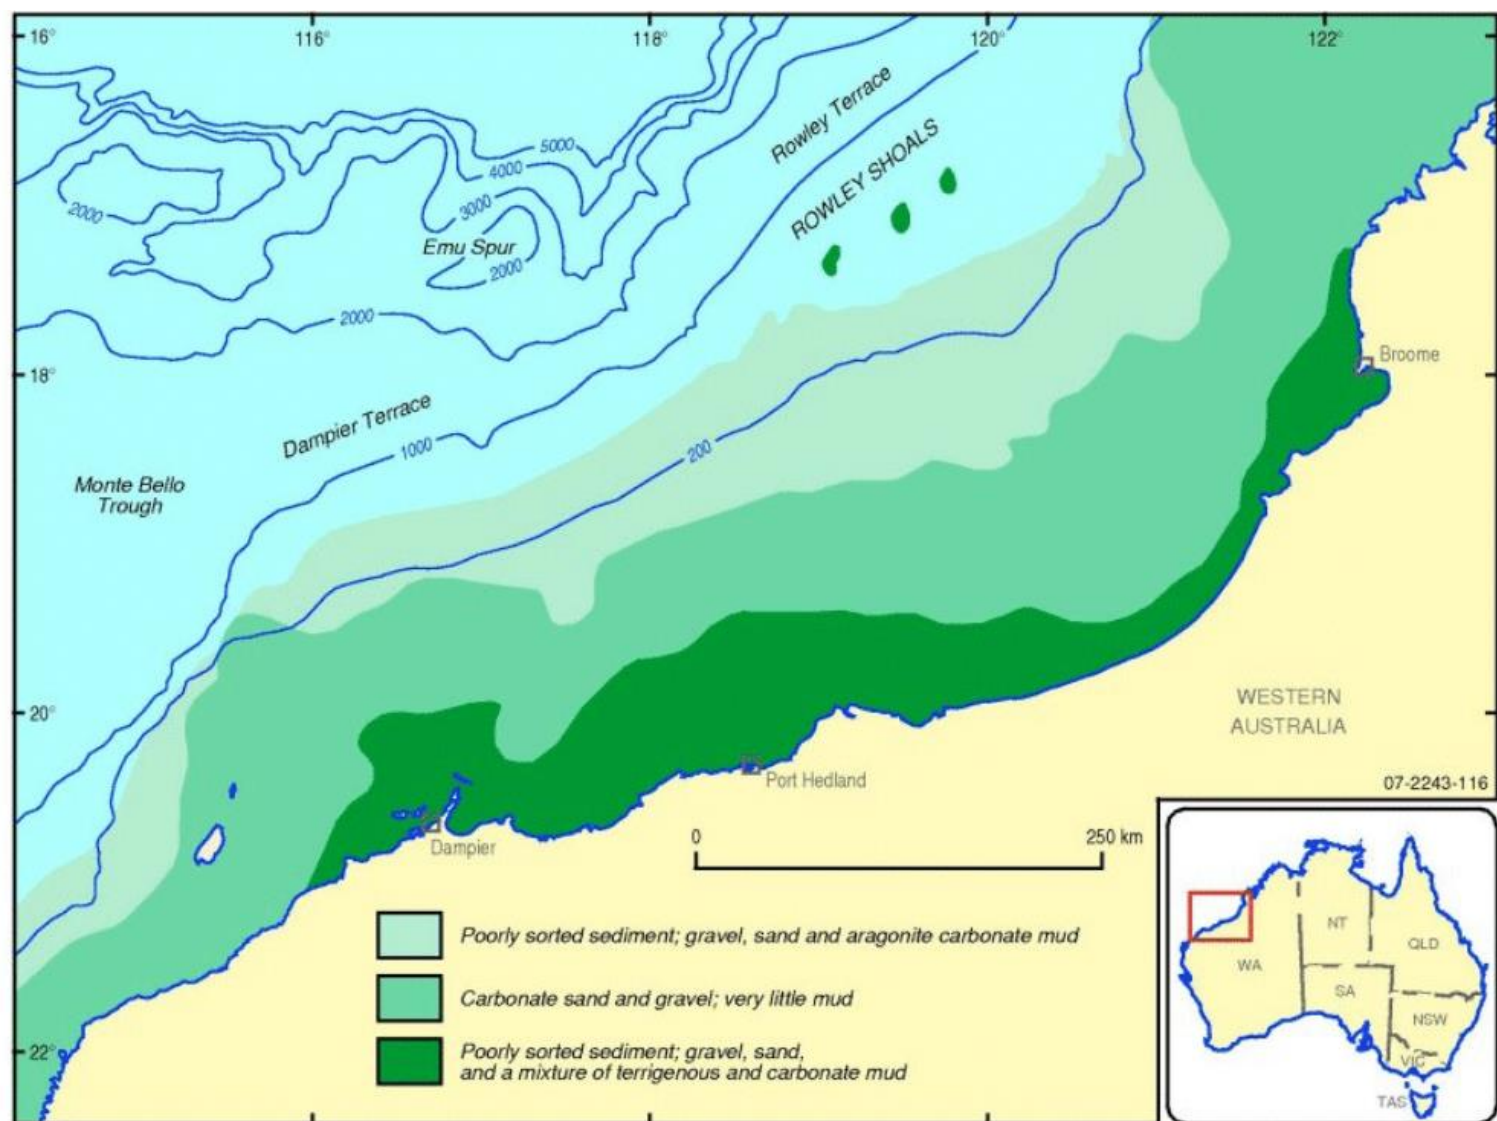 16°
116°
118°
120°
122°
5000
4000
3000
2000
Emu Spur
2000
2000
Rowley Terrace
ROWLEY SHOALS
18°
Broome
Dampier Terrace
1000
200
Monte Bello
Trough
20°
WESTERN
AUSTRALIA
Port Hedland
07-2243-116
0
250 km
Dampier
Poorly sorted sediment; gravel, sand and aragonite carbonate mud
Carbonate sand and gravel; very little mud
22°
Poorly sorted sediment; gravel, sand,
and a mixture of terrigenous and carbonate mud
NT
QLD
WA
SA
NSW
VIC
TAS